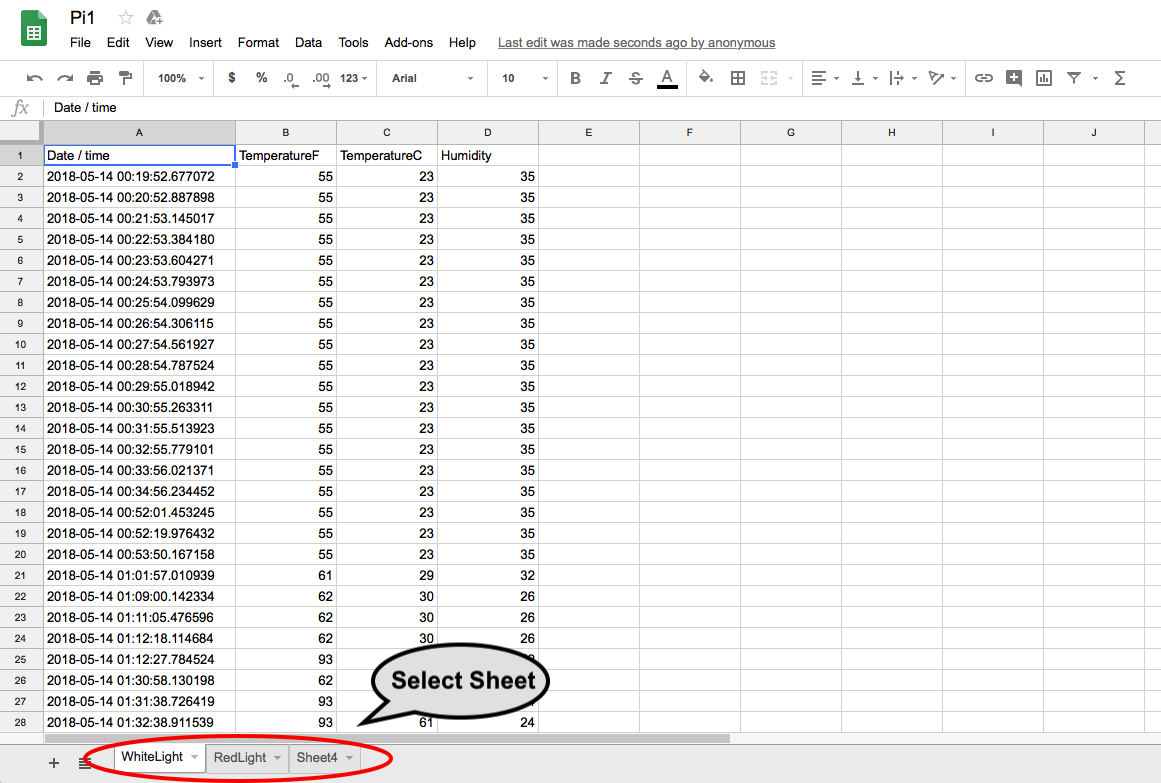 Pi1
File Edit View Insert Format Data Tools Add-ons Help Last edit was made seconds ago by anonymous
100% $ % .0 .00 123 Arial 10 B I S A Σ
fx Date / time
A B C D E F G H I J
1 Date / time TemperatureF TemperatureC Humidity
2 2018-05-14 00:19:52.677072 55 23 35
3 2018-05-14 00:20:52.887898 55 23 35
4 2018-05-14 00:21:53.145017 55 23 35
5 2018-05-14 00:22:53.384180 55 23 35
6 2018-05-14 00:23:53.604271 55 23 35
7 2018-05-14 00:24:53.793973 55 23 35
8 2018-05-14 00:25:54.099629 55 23 35
9 2018-05-14 00:26:54.306115 55 23 35
10 2018-05-14 00:27:54.561927 55 23 35
11 2018-05-14 00:28:54.787524 55 23 35
12 2018-05-14 00:29:55.018942 55 23 35
13 2018-05-14 00:30:55.263311 55 23 35
14 2018-05-14 00:31:55.513923 55 23 35
15 2018-05-14 00:32:55.779101 55 23 35
16 2018-05-14 00:33:56.021371 55 23 35
17 2018-05-14 00:34:56.234452 55 23 35
18 2018-05-14 00:52:01.453245 55 23 35
19 2018-05-14 00:52:19.976432 55 23 35
20 2018-05-14 00:53:50.167158 55 23 35
21 2018-05-14 01:01:57.010939 61 29 32
22 2018-05-14 01:09:00.142334 62 30 26
23 2018-05-14 01:11:05.476596 62 30 26
24 2018-05-14 01:12:18.114684 62 30 26
25 2018-05-14 01:12:27.784524 93
26 2018-05-14 01:30:58.130198 62
Select Sheet
27 2018-05-14 01:31:38.726419 93
28 2018-05-14 01:32:38.911539 93 61 24
WhiteLight RedLight Sheet4